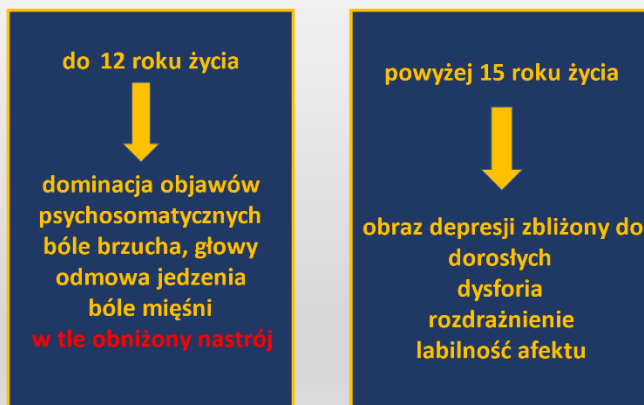 do 12 roku życia
dominacja objawów
psychosomatycznych
bóle brzucha, głowy
odmowa jedzenia
bóle mięśni
w tle obniżony nastrój
powyżej 15 roku życia
obraz depresji zbliżony do
dorosłych
dysforia
rozdrażnienie
labilność afektu